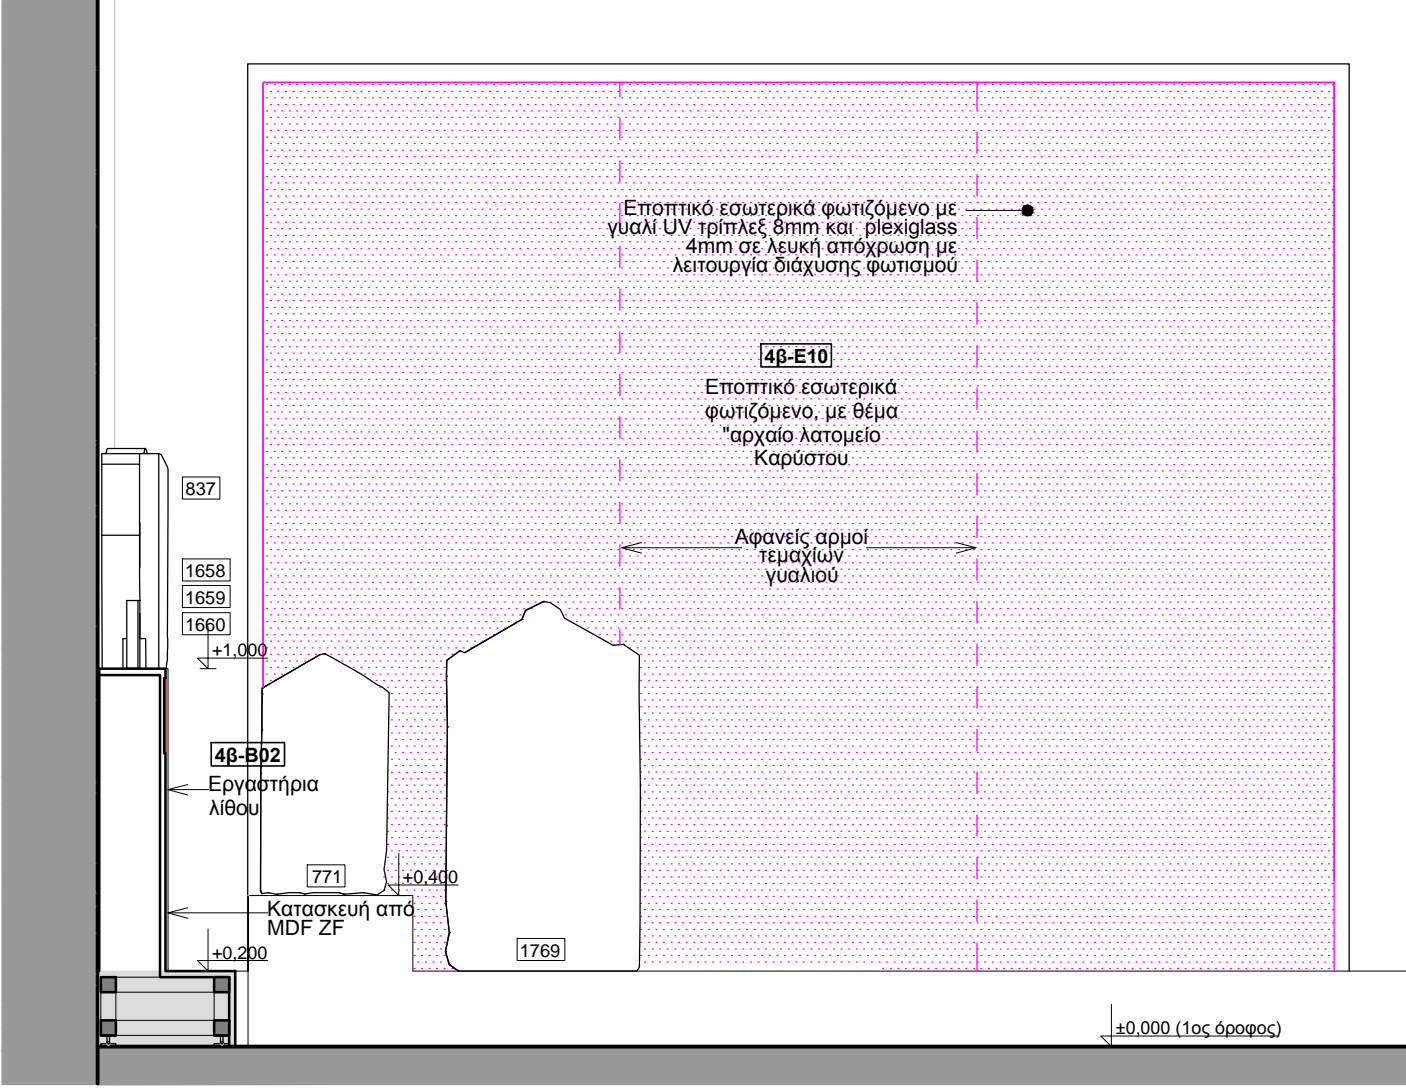 Εποπτικό εσωτερικά φωτιζόμενο με
γυαλί UV τρίπλεξ 8mm και plexiglass
4mm σε λευκή απόχρωση με
λειτουργία διάχυσης φωτισμού
4β-E10
Εποπτικό εσωτερικά
φωτιζόμενο, με θέμα
"αρχαίο λατομείο
Καρύστου
837
Αφανείς αρμοί
τεμαχίων
γυαλιού
1658
1659
1660
+1,000
4β-B02
Εργαστήρια
λίθου
771
+0,400
Κατασκευή από
MDF ZF
+0,200
1769
±0,000 (1ος όροφος)